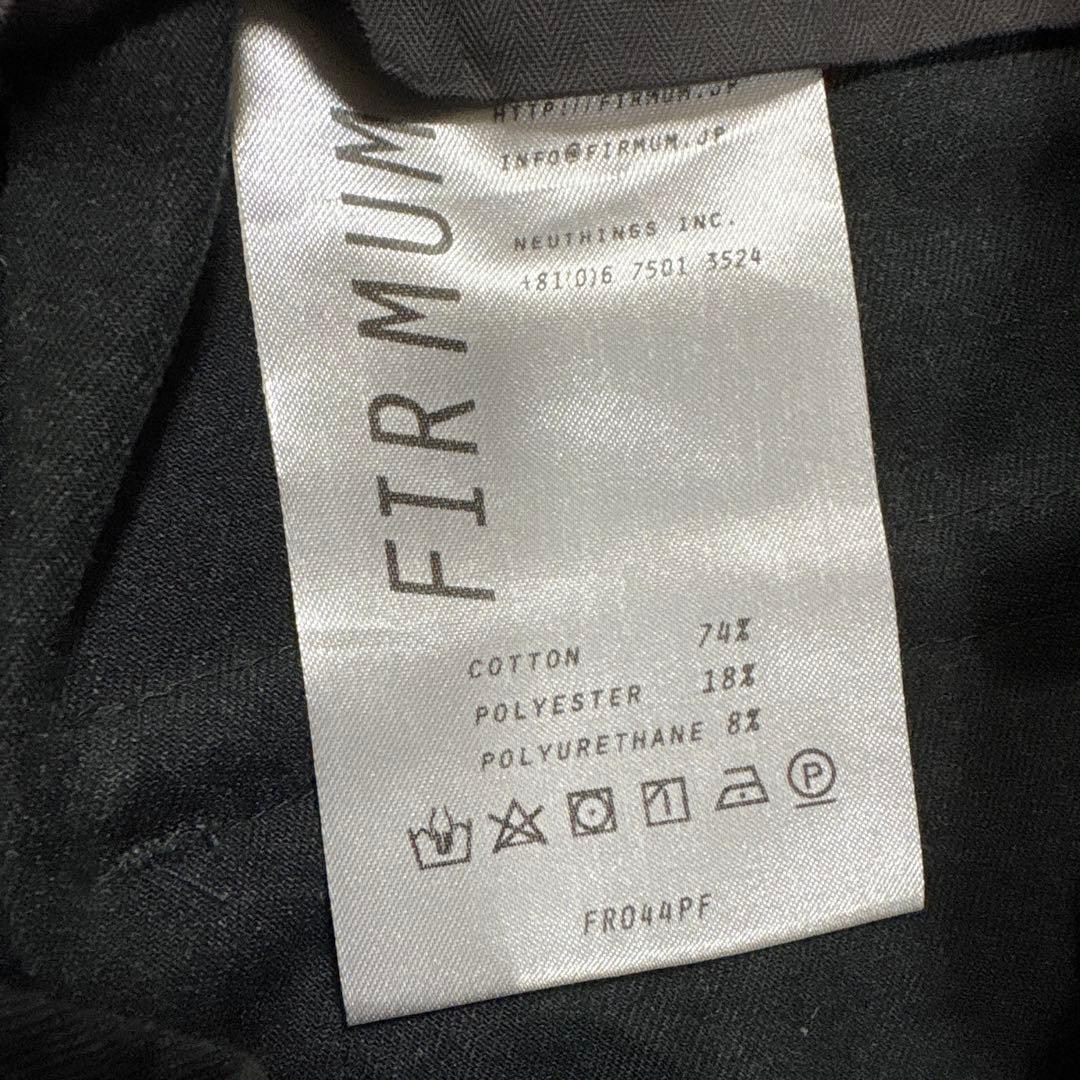 HTTP://FIRMUM.JP
INFO@FIRMUM.JP
NEUTHINGS INC.
+81(0)6 7501 3524
FIRMUM
COTTON 74%
POLYESTER 18%
POLYURETHANE 8%
P
FR044PF